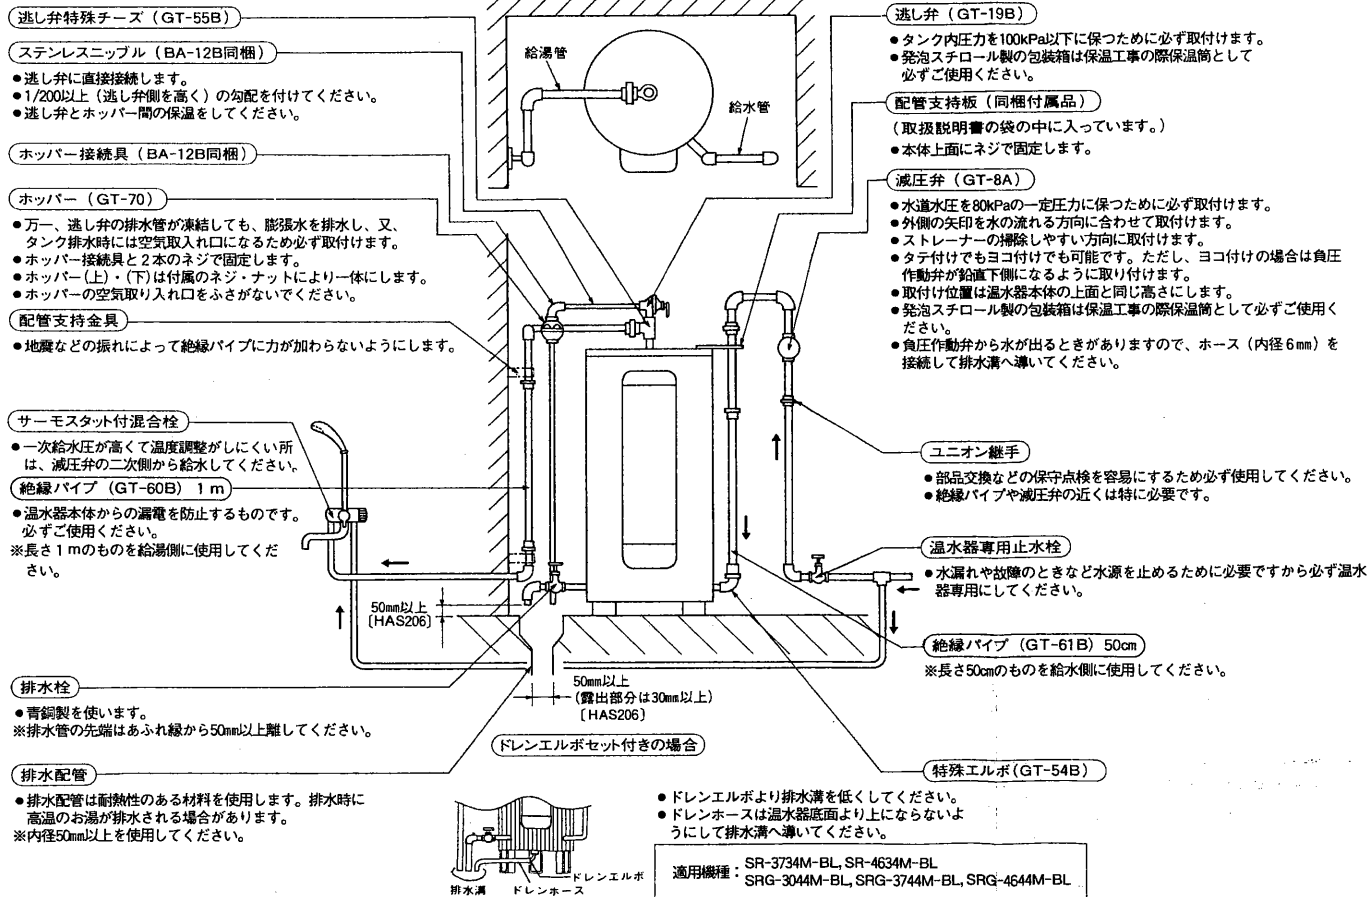 逃し弁特殊チーズ（GT-55B）
ステンレスニップル（BA-12B同梱）
●逃し弁に直接接続します。
●1/200以上（逃し弁側を高く）の勾配を付けてください。
●逃し弁とホッパー間の保温をしてください。
ホッパー接続具（BA-12B同梱）
ホッパー（GT-70）
●万一、逃し弁の排水管が凍結しても、膨張水を排水し、又、
タンク排水時には空気取入れ口になるため必ず取付けます。
●ホッパー接続具と2本のネジで固定します。
●ホッパー(上)・(下)は付属のネジ・ナットにより一体にします。
●ホッパーの空気取り入れ口をふさがないでください。
配管支持金具
●地震などの振れによって絶縁パイプに力が加わらないようにします。
サーモスタット付混合栓
●一次給水圧が高くて温度調整がしにくい所
は、減圧弁の二次側から給水してください。
絶縁パイプ（GT-60B）1m
●温水器本体からの漏電を防止するものです。
必ずご使用ください。
※長さ1mのものを給湯側に使用してくだ
さい。
排水栓
●青銅製を使います。
※排水管の先端はあふれ縁から50mm以上離してください。
排水配管
●排水配管は耐熱性のある材料を使用します。排水時に
高温のお湯が排水される場合があります。
※内径50mm以上を使用してください。
給湯管
給水管
50mm以上
〔HAS206〕
50mm以上
(露出部分は30mm以上)
〔HAS206〕
ドレンエルボセット付きの場合
排水溝
ドレンホース
ドレンエルボ
●ドレンエルボより排水溝を低くしてください。
●ドレンホースは温水器底面より上にならないよ
うにして排水溝へ導いてください。
適用機種：SR-3734M-BL, SR-4634M-BL
SRG-3044M-BL, SRG-3744M-BL, SRG-4644M-BL
逃し弁（GT-19B）
●タンク内圧力を100kPa以下に保つために必ず取付けます。
●発泡スチロール製の包装箱は保温工事の際保温筒として
必ずご使用ください。
配管支持板（同梱付属品）
（取扱説明書の袋の中に入っています。）
●本体上面にネジで固定します。
減圧弁（GT-8A）
●水道水圧を80kPaの一定圧力に保つために必ず取付けます。
●外側の矢印を水の流れる方向に合わせて取付けます。
●ストレーナーの掃除しやすい方向に取付けます。
●タテ付けでもヨコ付けでも可能です。ただし、ヨコ付けの場合は負圧
作動弁が鉛直下側になるように取り付けます。
●取付け位置は温水器本体の上面と同じ高さにします。
●発泡スチロール製の包装箱は保温工事の際保温筒として必ずご使用く
ださい。
●負圧作動弁から水が出るときがありますので、ホース（内径6mm）を
接続して排水溝へ導いてください。
ユニオン継手
●部品交換などの保守点検を容易にするため必ず使用してください。
●絶縁パイプや減圧弁の近くは特に必要です。
温水器専用止水栓
●水漏れや故障のときなど水源を止めるために必要ですから必ず温水
器専用にしてください。
絶縁パイプ（GT-61B）50cm
※長さ50cmのものを給水側に使用してください。
特殊エルボ(GT-54B)